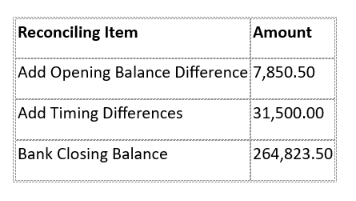 Reconciling Item Amount
Add Opening Balance Difference 7,850.50
Add Timing Differences 31,500.00
Bank Closing Balance 264,823.50